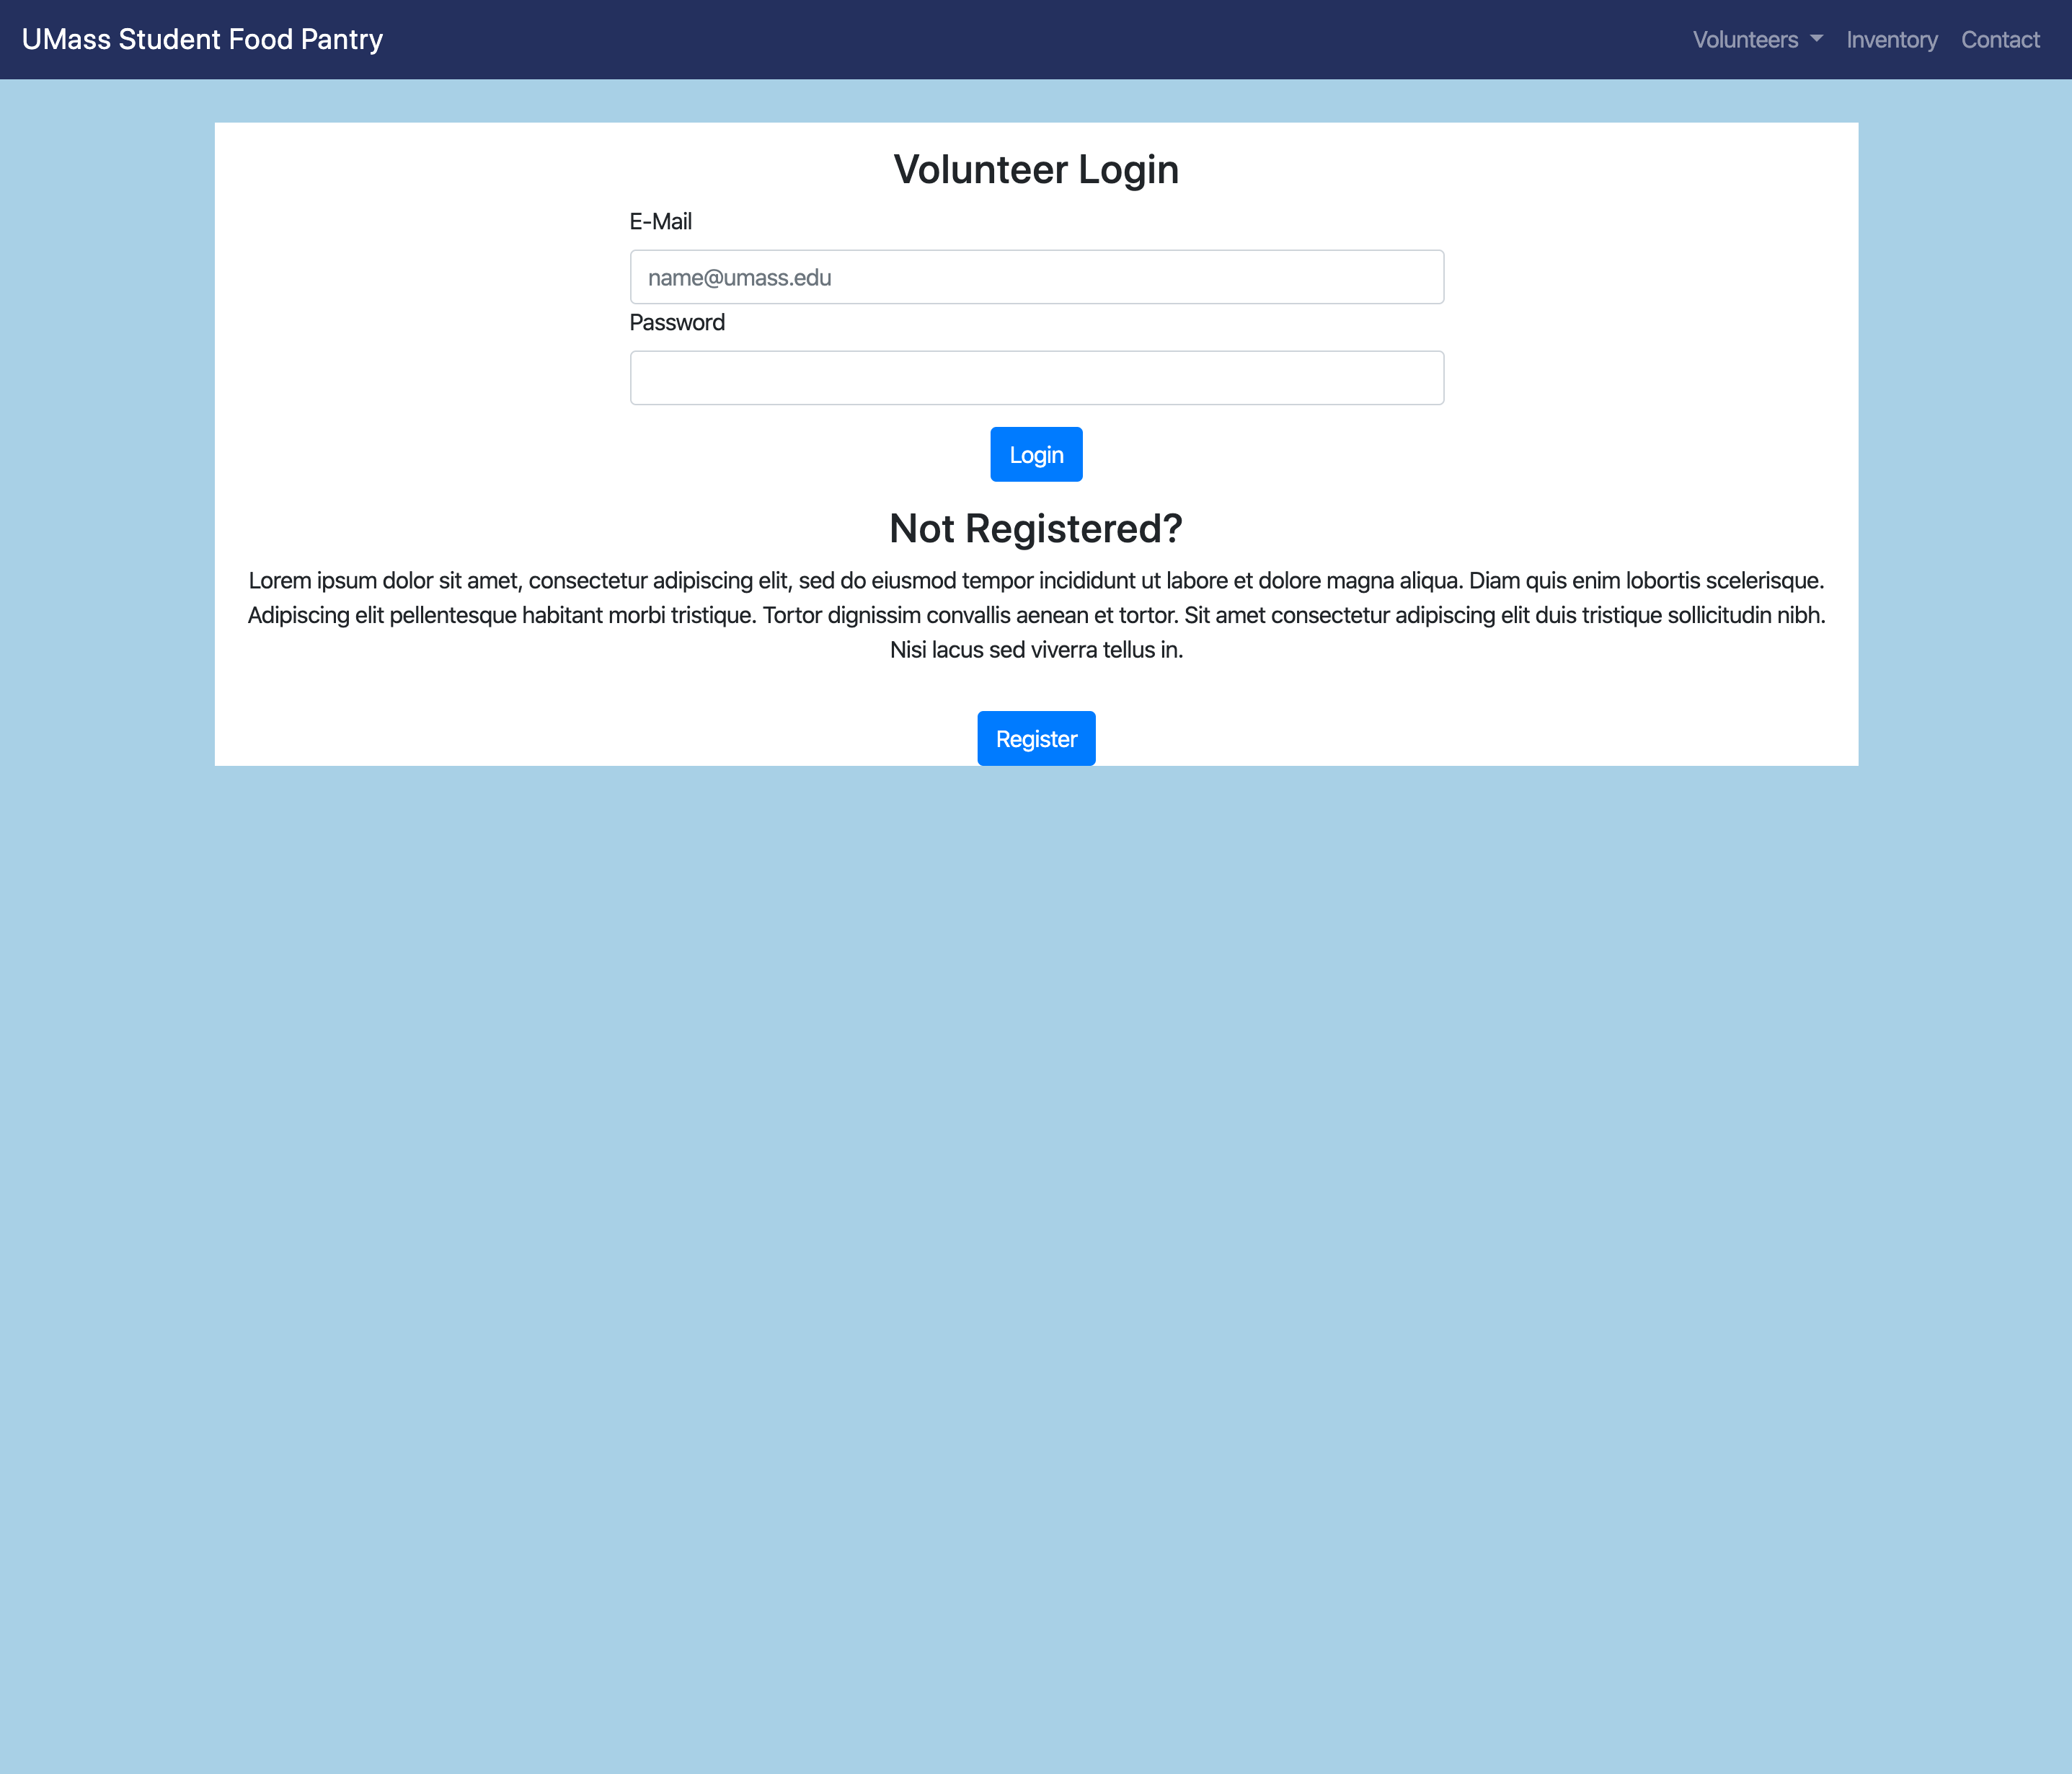 UMass Student Food Pantry
Volunteers
Inventory
Contact
Volunteer Login
E-Mail
name@umass.edu
Password
Login
Not Registered?
Lorem ipsum dolor sit amet, consectetur adipiscing elit, sed do eiusmod tempor incididunt ut labore et dolore magna aliqua. Diam quis enim lobortis scelerisque.
Adipiscing elit pellentesque habitant morbi tristique. Tortor dignissim convallis aenean et tortor. Sit amet consectetur adipiscing elit duis tristique sollicitudin nibh.
Nisi lacus sed viverra tellus in.
Register